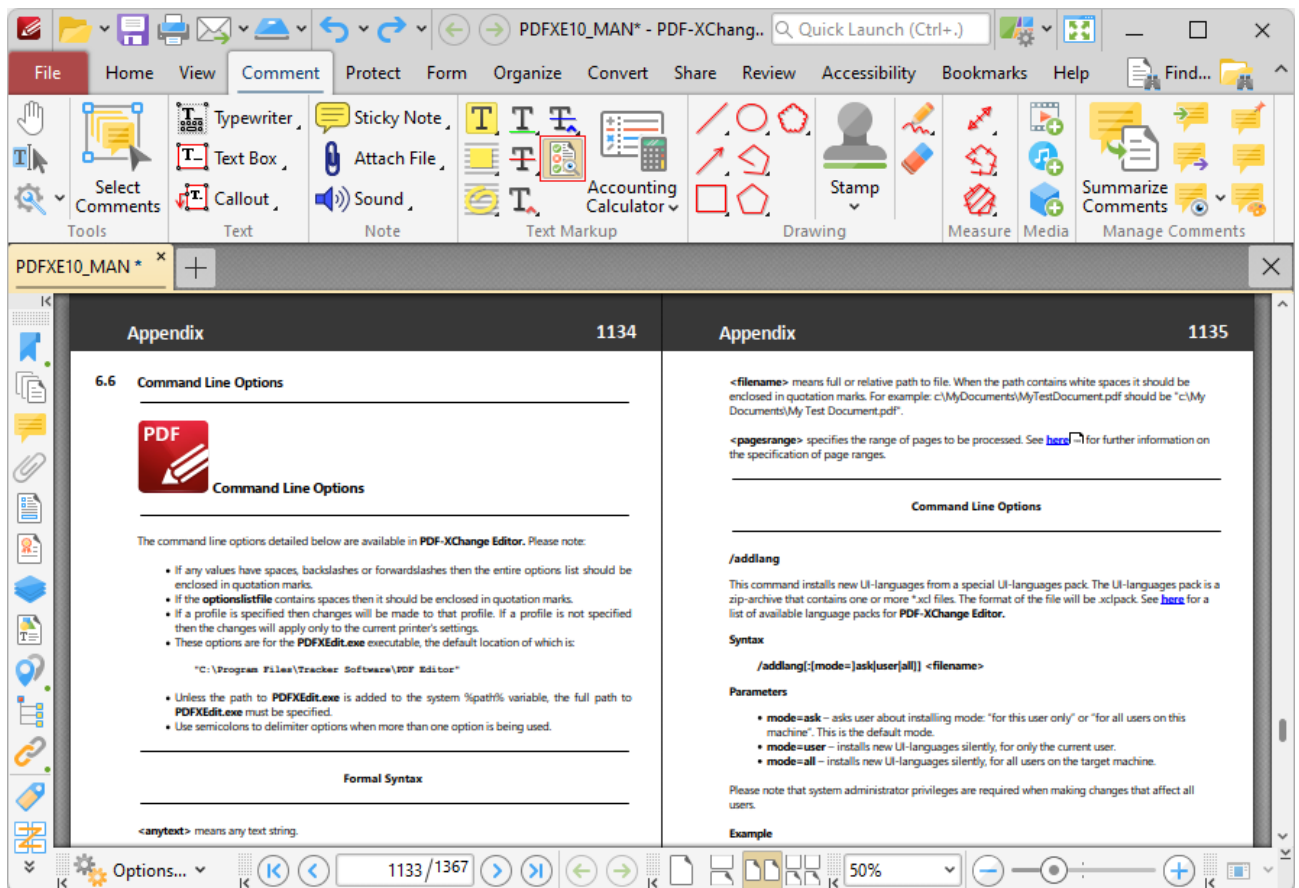 PDFXE10_MAN* - PDF-XChang.. Quick Launch (Ctrl+.)
File Home View Comment Protect Form Organize Convert Share Review Accessibility Bookmarks Help Find...
Typewriter Sticky Note
Text Box Attach File
Callout Sound
Select
Comments
Accounting
Calculator
Stamp
Summarize
Comments
Tools Text Note Text Markup Drawing Measure Media Manage Comments
PDFXE10_MAN *
Appendix 1134
6.6 Command Line Options
PDF
Command Line Options
The command line options detailed below are available in PDF-XChange Editor. Please note:
• If any values have spaces, backslashes or forwardslashes then the entire options list should be
enclosed in quotation marks.
• If the optionslistfile contains spaces then it should be enclosed in quotation marks.
• If a profile is specified then changes will be made to that profile. If a profile is not specified
then the changes will apply only to the current printer's settings.
• These options are for the PDFXEdit.exe executable, the default location of which is:
"C:\Program Files\Tracker Software\PDF Editor"
• Unless the path to PDFXEdit.exe is added to the system %path% variable, the full path to
PDFXEdit.exe must be specified.
• Use semicolons to delimiter options when more than one option is being used.
Formal Syntax
<anytext> means any text string.
Appendix 1135
<filename> means full or relative path to file. When the path contains white spaces it should be
enclosed in quotation marks. For example: c:\MyDocuments\MyTestDocument.pdf should be "c:\My
Documents\My Test Document.pdf".
<pagesrange> specifies the range of pages to be processed. See here for further information on
the specification of page ranges.
Command Line Options
/addlang
This command installs new UI-languages from a special UI-languages pack. The UI-languages pack is a
zip-archive that contains one or more *.xcl files. The format of the file will be .xclpack. See here for a
list of available language packs for PDF-XChange Editor.
Syntax
/addlang[:[mode=]ask|user|all]] <filename>
Parameters
• mode=ask – asks user about installing mode: "for this user only" or "for all users on this
machine". This is the default mode.
• mode=user – installs new UI-languages silently, for only the current user.
• mode=all – installs new UI-languages silently, for all users on the target machine.
Please note that system administrator privileges are required when making changes that affect all
users.
Example
Options... 1133 /1367 50%